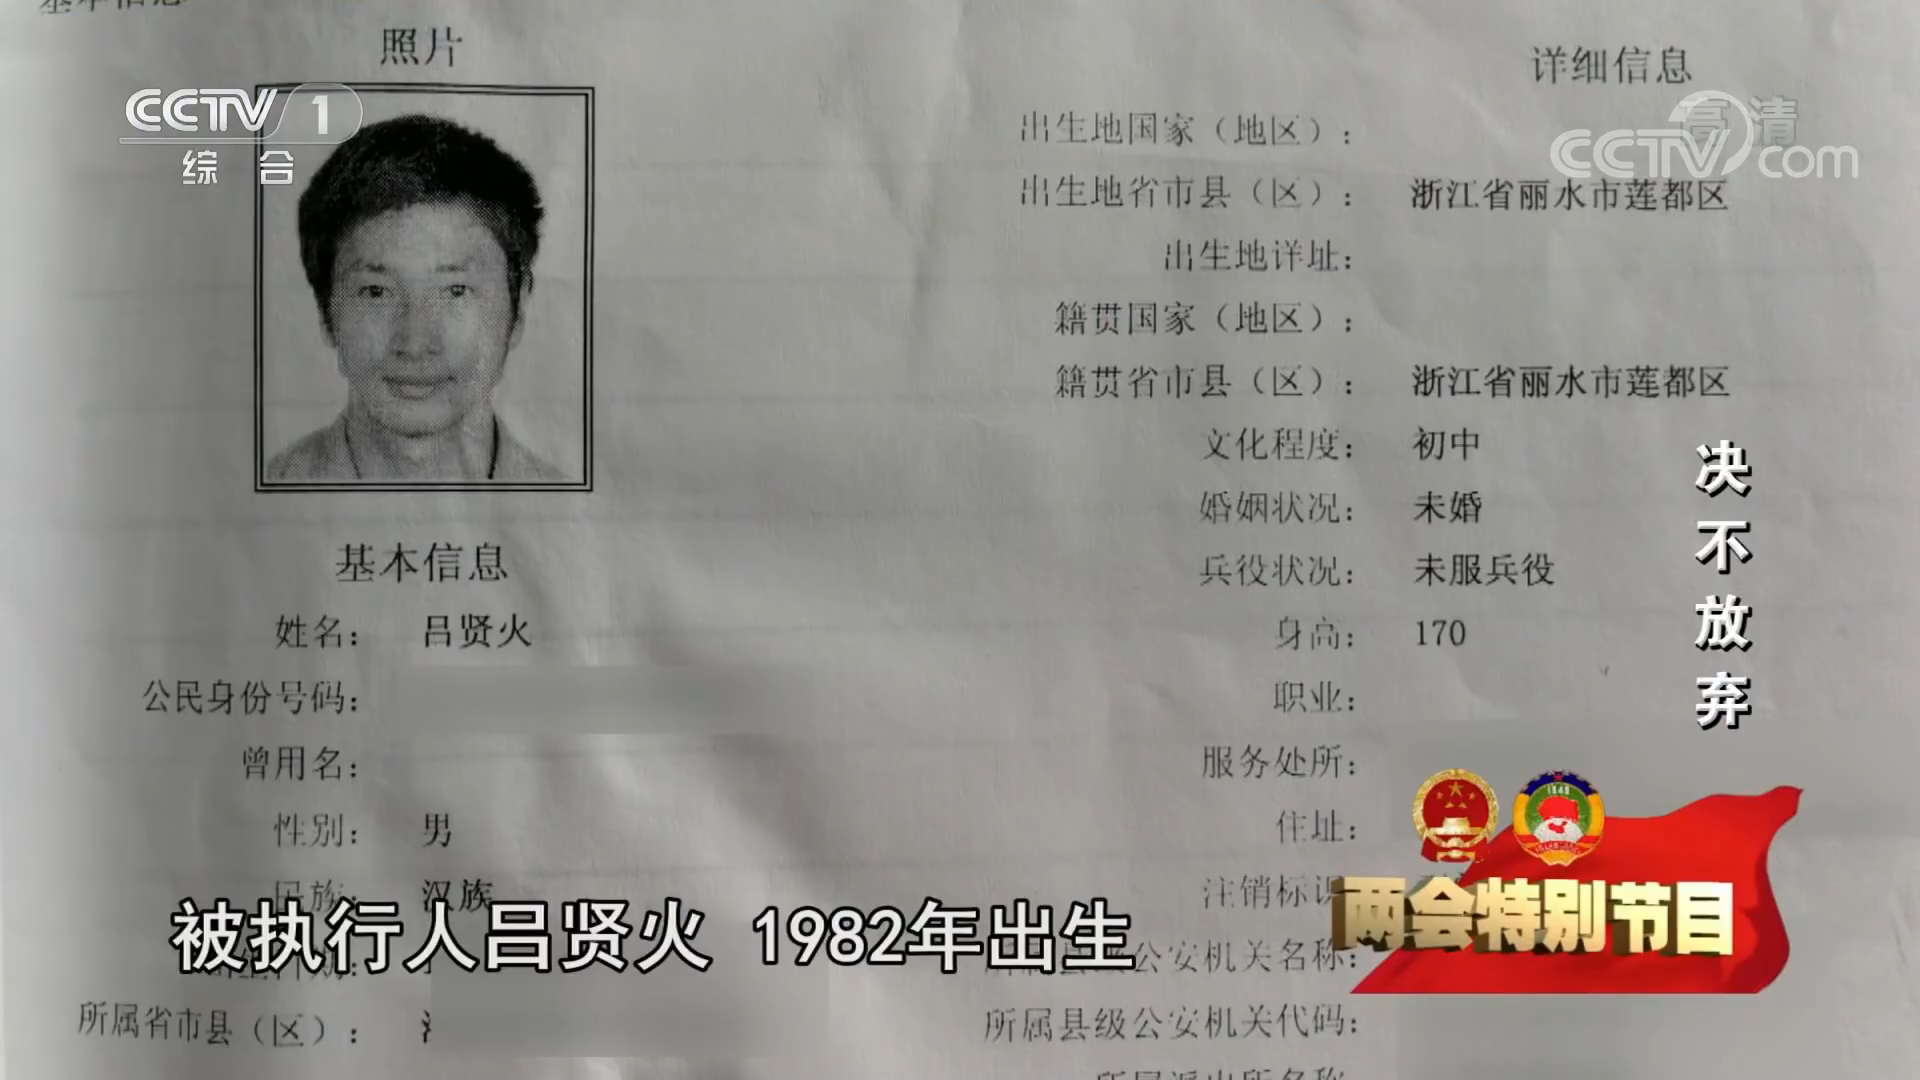 基本信息
照片
CCTV 1
综合
基本信息
姓名： 吕贤火
公民身份号码：
曾用名：
性别： 男
民族： 汉族
所属省市县（区）：
详细信息
高清
CCTV.com
出生地国家（地区）：
出生地省市县（区）： 浙江省丽水市莲都区
出生地详址：
籍贯国家（地区）：
籍贯省市县（区）： 浙江省丽水市莲都区
文化程度： 初中
婚姻状况： 未婚
兵役状况： 未服兵役
身高： 170
职业：
服务处所：
住址：
注销标识
公安机关名称：
所属县级公安机关代码：
决不放弃
两会特别节目
被执行人吕贤火 1982年出生